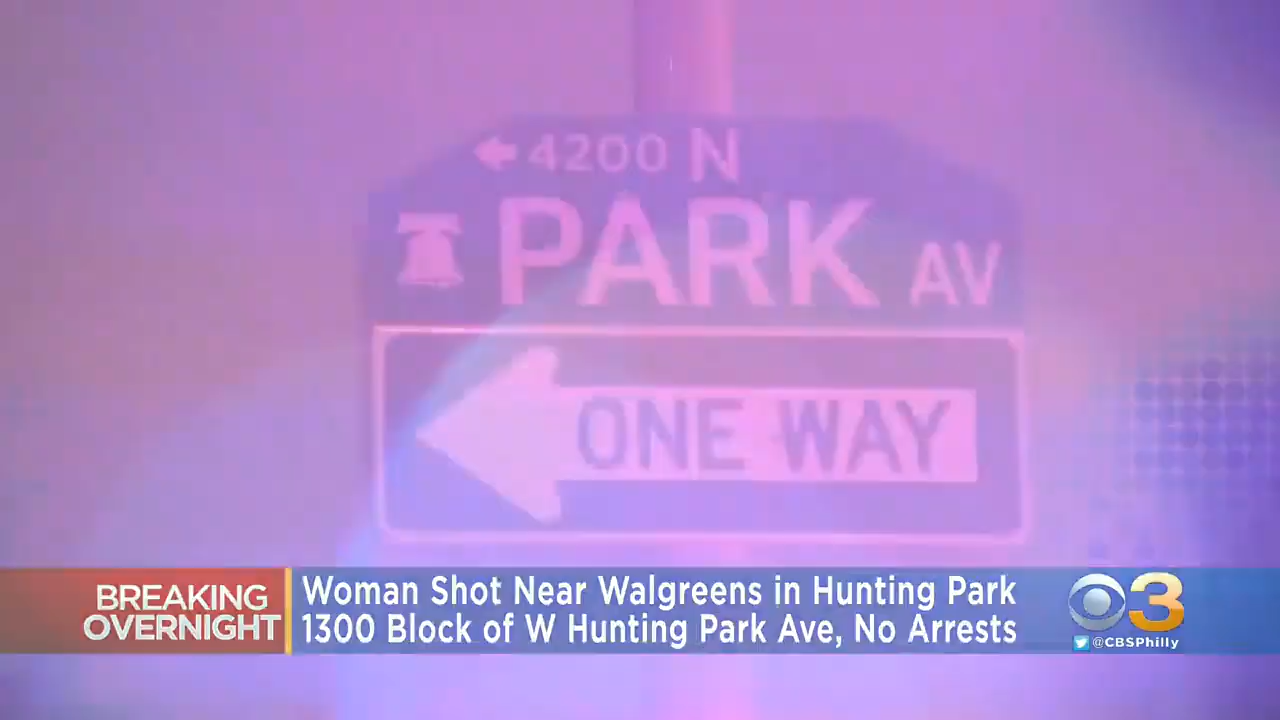 4200 N
PARK AV
ONE WAY
BREAKING
OVERNIGHT
Woman Shot Near Walgreens in Hunting Park
1300 Block of W Hunting Park Ave, No Arrests
3
@CBSPhilly